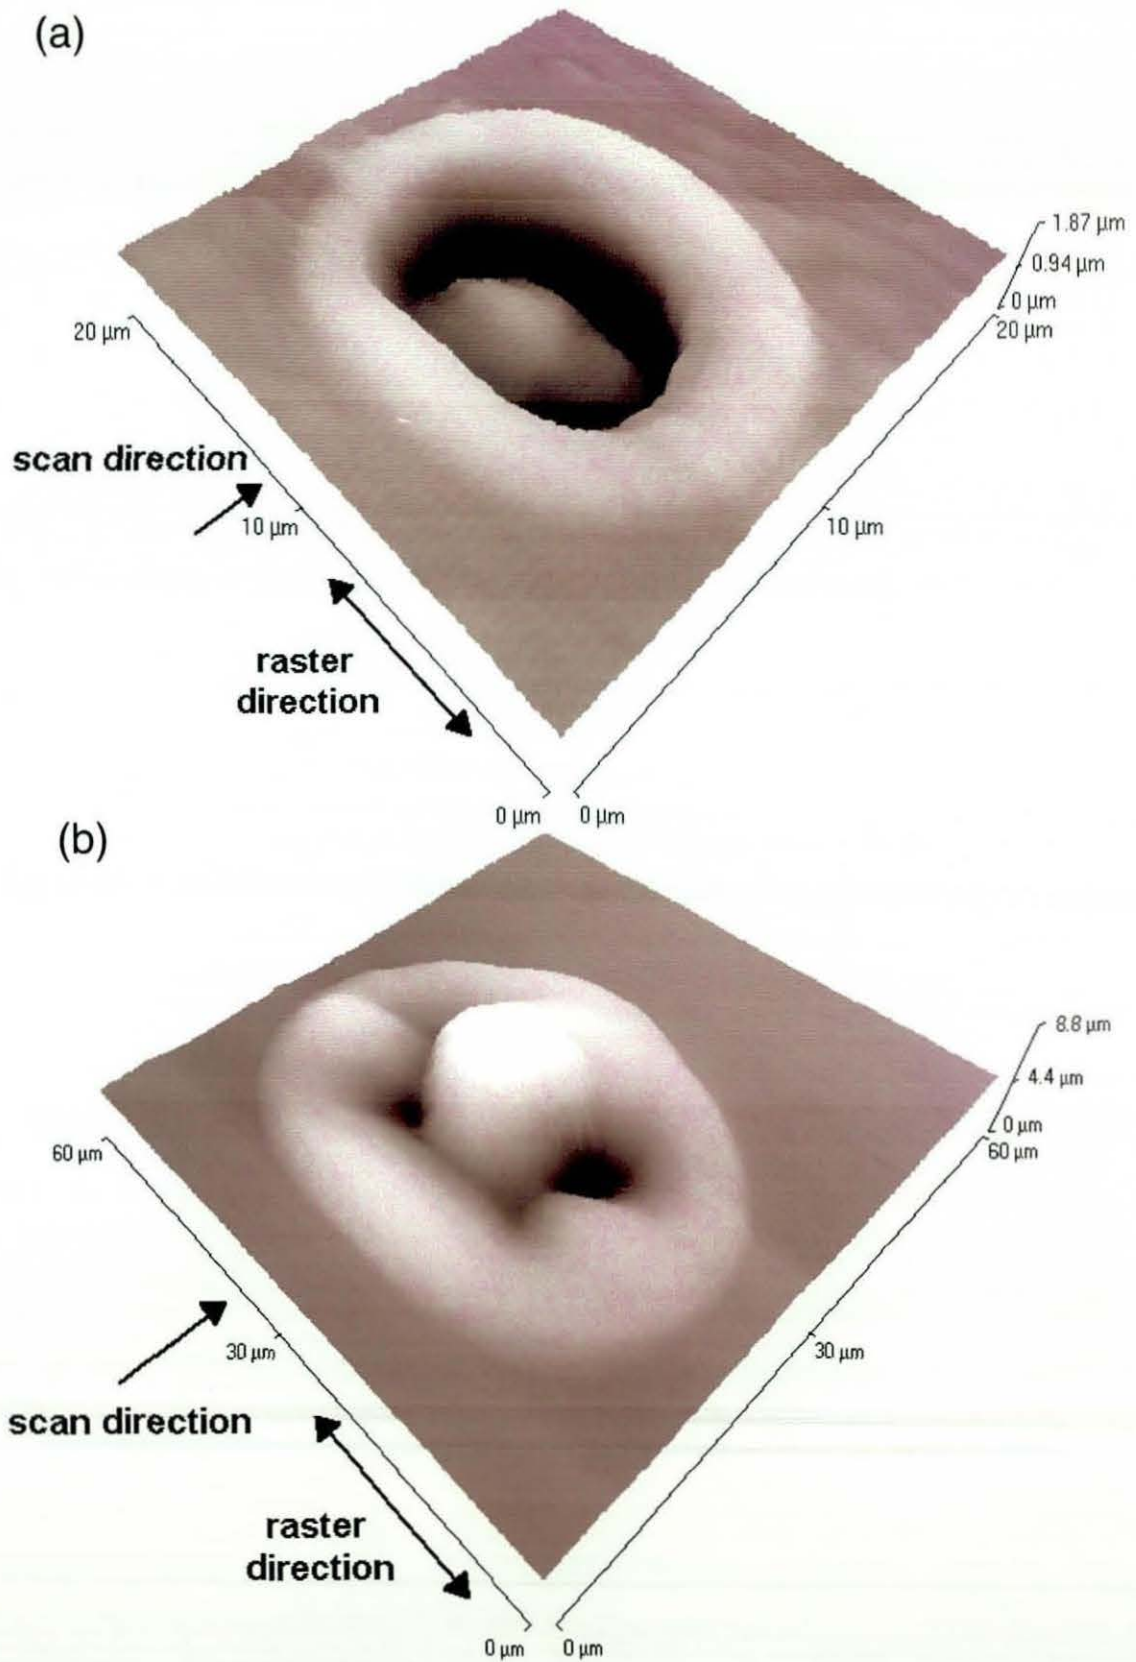 (a)
1.87 µm
0.94 µm
0 µm
20 µm
20 µm
scan direction
10 µm
10 µm
raster
direction
0 µm
0 µm
(b)
8.8 µm
4.4 µm
0 µm
60 µm
60 µm
30 µm
30 µm
scan direction
raster
direction
0 µm
0 µm